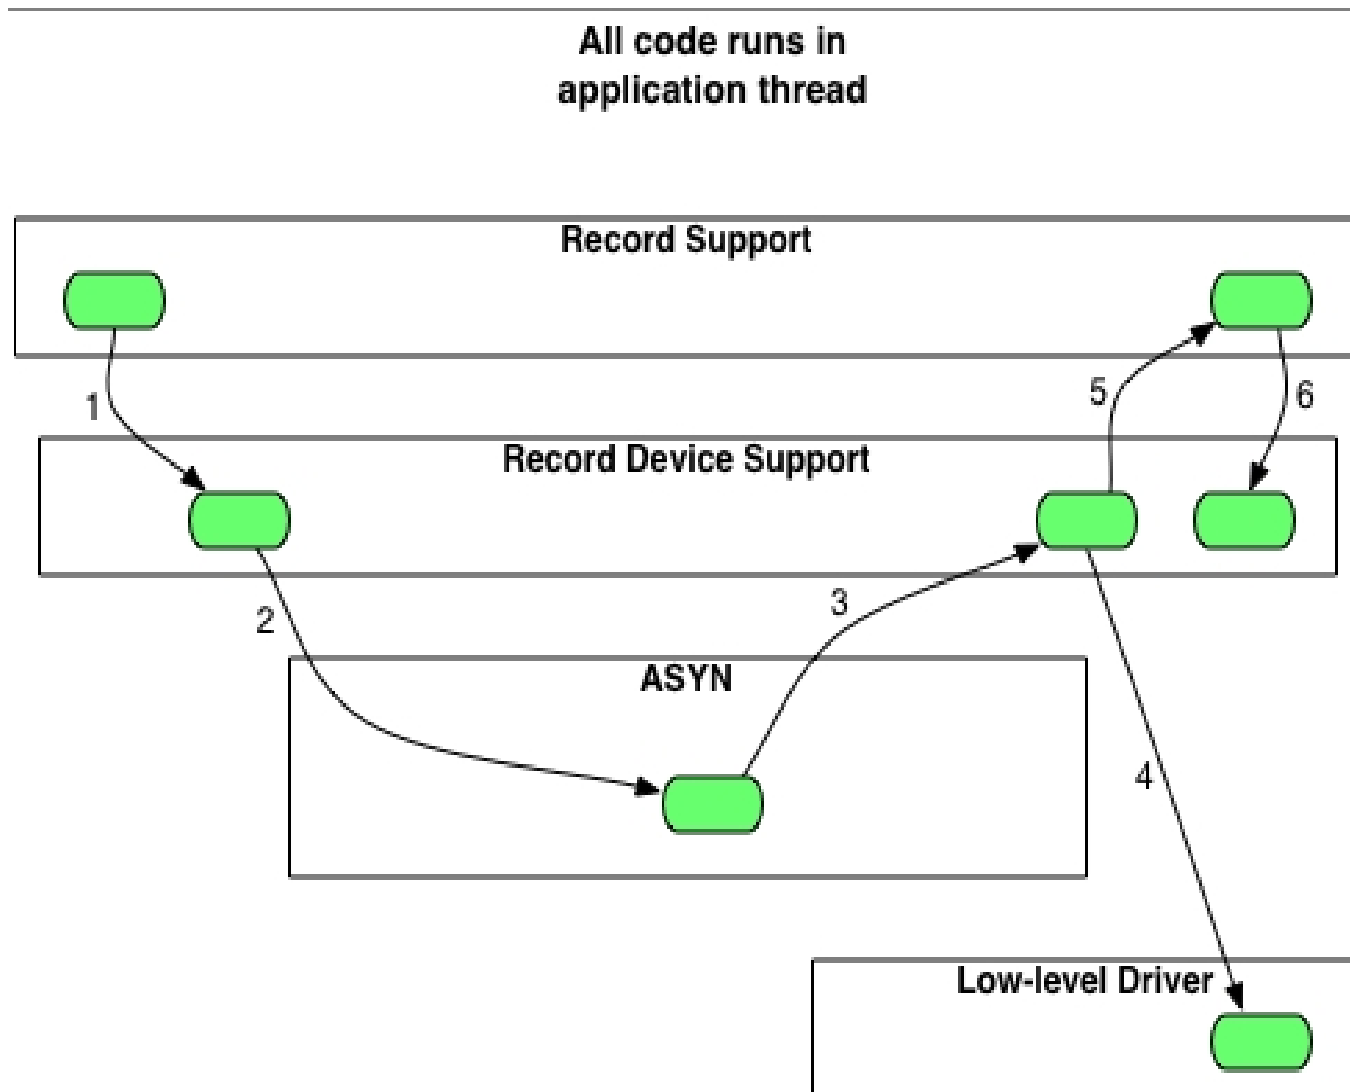 All code runs in
application thread
Record Support
1
5
6
Record Device Support
2
3
ASYN
4
Low-level Driver